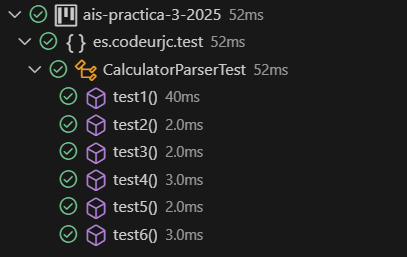 ais-practica-3-2025 52ms
{ } es.codeurjc.test 52ms
CalculatorParserTest 52ms
test1() 40ms
test2() 2.0ms
test3() 2.0ms
test4() 3.0ms
test5() 2.0ms
test6() 3.0ms